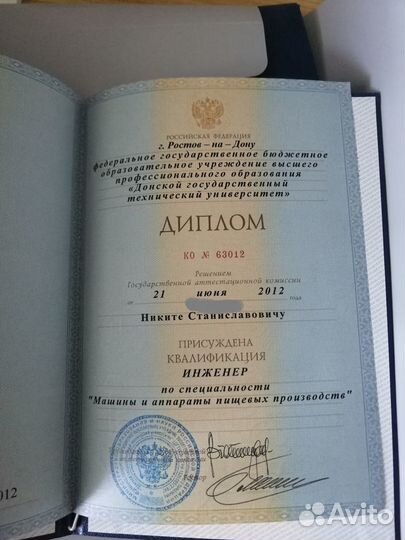 РОССИЙСКАЯ ФЕДЕРАЦИЯ
г. Ростов – на – Дону
Федеральное государственное бюджетное
образовательное учреждение высшего
профессионального образования
«Донской государственный
технический университет»
ДИПЛОМ
КО № 63012
Решением
Государственной аттестационной комиссии
от 21 июня 2012 года
Никите Станиславовичу
ПРИСУЖДЕНА
КВАЛИФИКАЦИЯ
ИНЖЕНЕР
по специальности
"Машины и аппараты пищевых производств"
Ректор
012
Avito